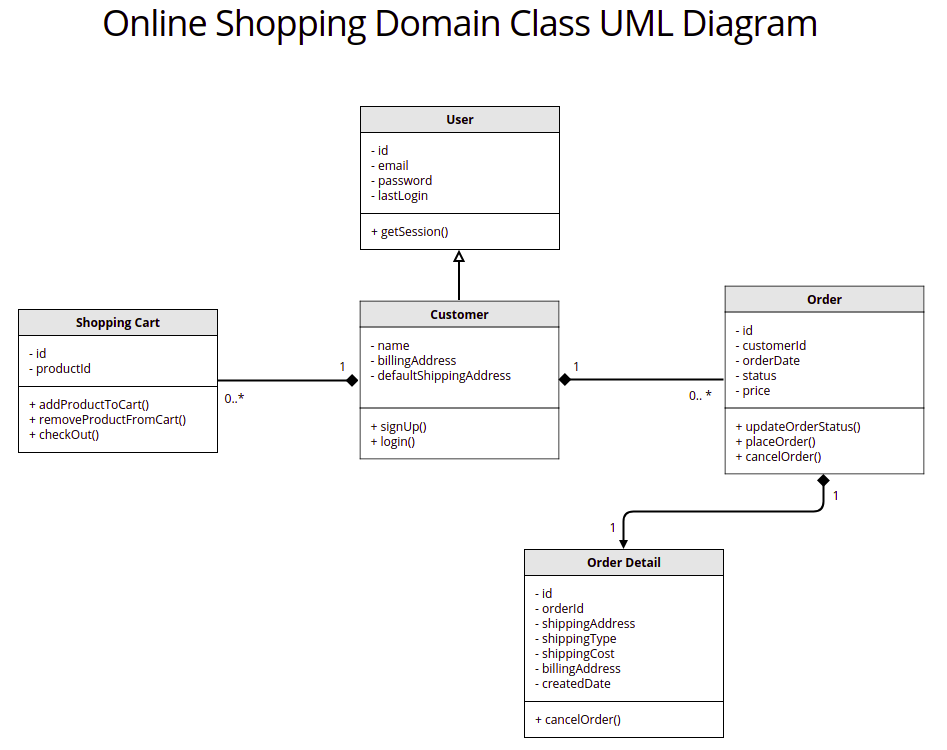 Online Shopping Domain Class UML Diagram
User
- id
- email
- password
- lastLogin
+ getSession()
Shopping Cart
- id
- productId
+ addProductToCart()
+ removeProductFromCart()
+ checkOut()
0..*
1
Customer
- name
- billingAddress
- defaultShippingAddress
+ signUp()
+ login()
1
0.. *
Order
- id
- customerId
- orderDate
- status
- price
+ updateOrderStatus()
+ placeOrder()
+ cancelOrder()
1
1
Order Detail
- id
- orderId
- shippingAddress
- shippingType
- shippingCost
- billingAddress
- createdDate
+ cancelOrder()